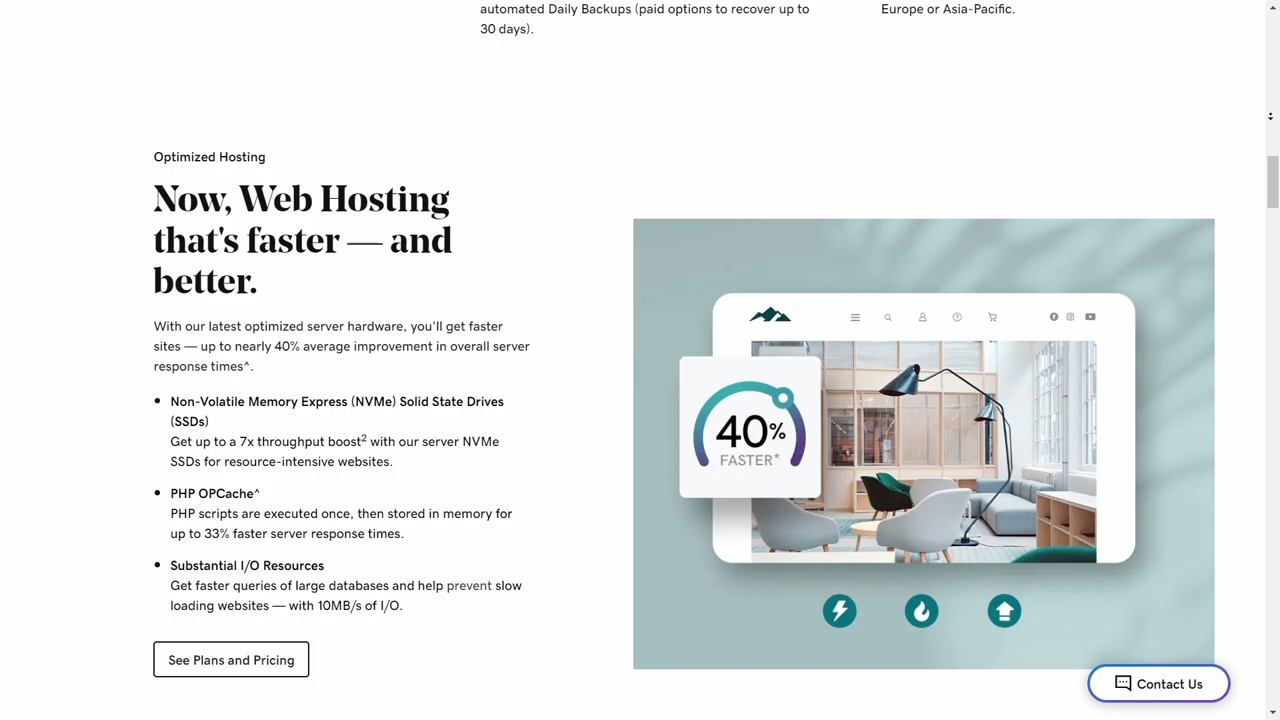 automated Daily Backups (paid options to recover up to
30 days).
Europe or Asia-Pacific.
Optimized Hosting
Now, Web Hosting
that's faster — and
better.
With our latest optimized server hardware, you'll get faster
sites — up to nearly 40% average improvement in overall server
response times^.
• Non-Volatile Memory Express (NVMe) Solid State Drives
(SSDs)
Get up to a 7x throughput boost² with our server NVMe
SSDs for resource-intensive websites.
• PHP OPCache^
PHP scripts are executed once, then stored in memory for
up to 33% faster server response times.
• Substantial I/O Resources
Get faster queries of large databases and help prevent slow
loading websites — with 10MB/s of I/O.
See Plans and Pricing
40%
FASTER*
Contact Us